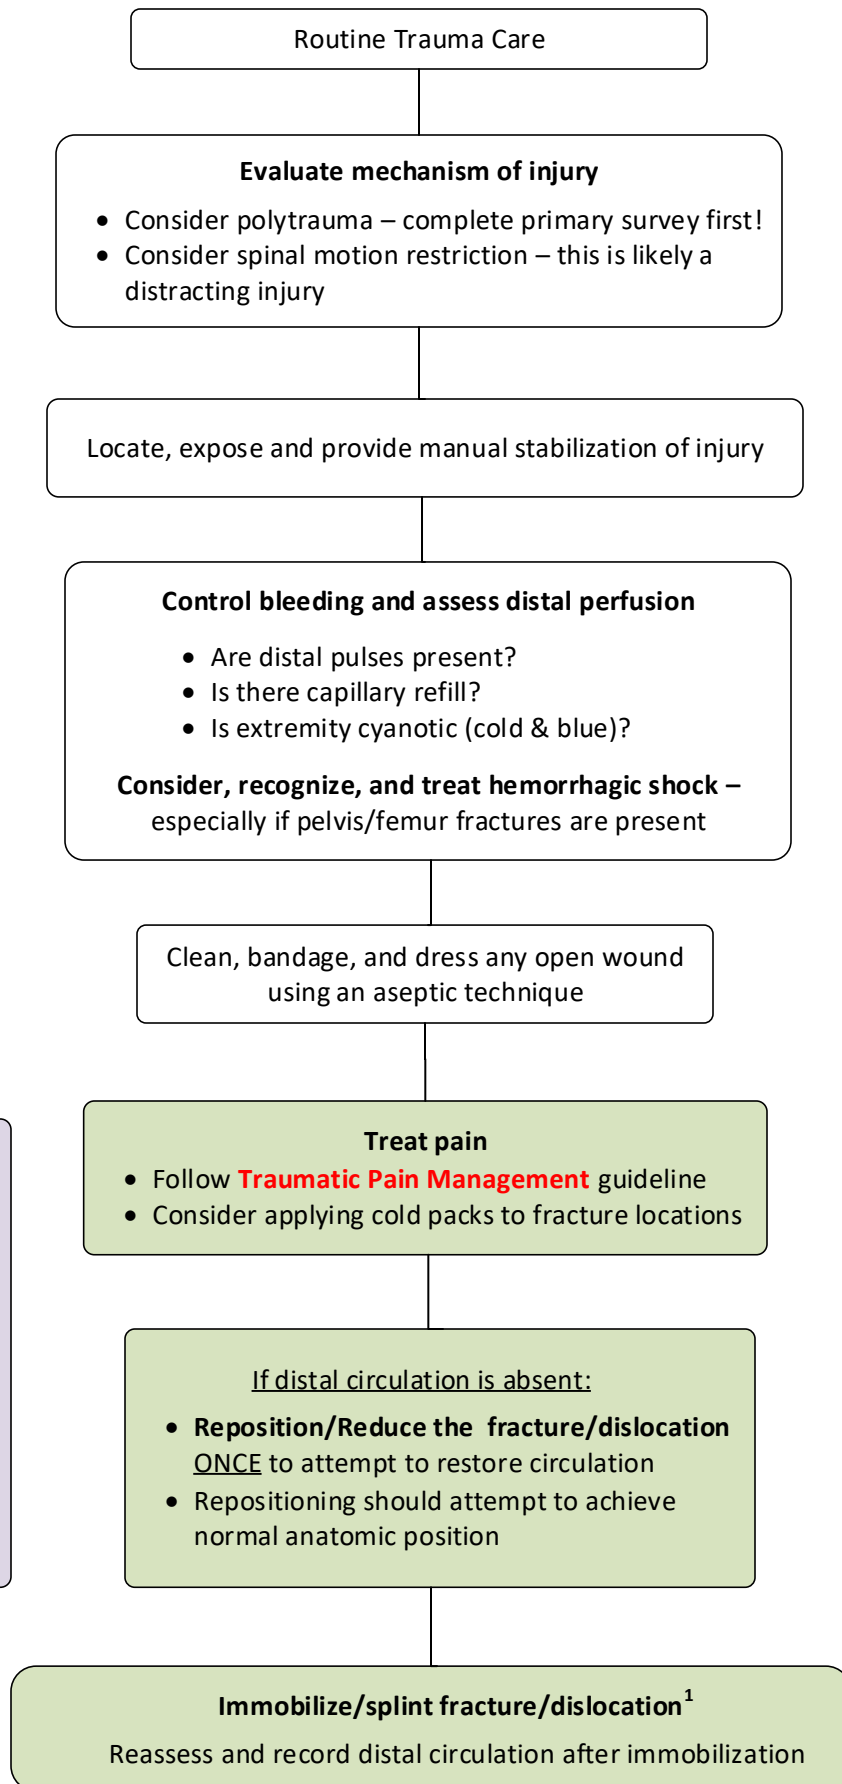 Routine Trauma Care
Evaluate mechanism of injury
• Consider polytrauma – complete primary survey first!
• Consider spinal motion restriction – this is likely a
distracting injury
Locate, expose and provide manual stabilization of injury
Control bleeding and assess distal perfusion
• Are distal pulses present?
• Is there capillary refill?
• Is extremity cyanotic (cold & blue)?
Consider, recognize, and treat hemorrhagic shock –
especially if pelvis/femur fractures are present
Clean, bandage, and dress any open wound
using an aseptic technique
Treat pain
• Follow Traumatic Pain Management guideline
• Consider applying cold packs to fracture locations
If distal circulation is absent:
• Reposition/Reduce the  fracture/dislocation
ONCE to attempt to restore circulation
• Repositioning should attempt to achieve
normal anatomic position
Immobilize/splint fracture/dislocation¹
Reassess and record distal circulation after immobilization